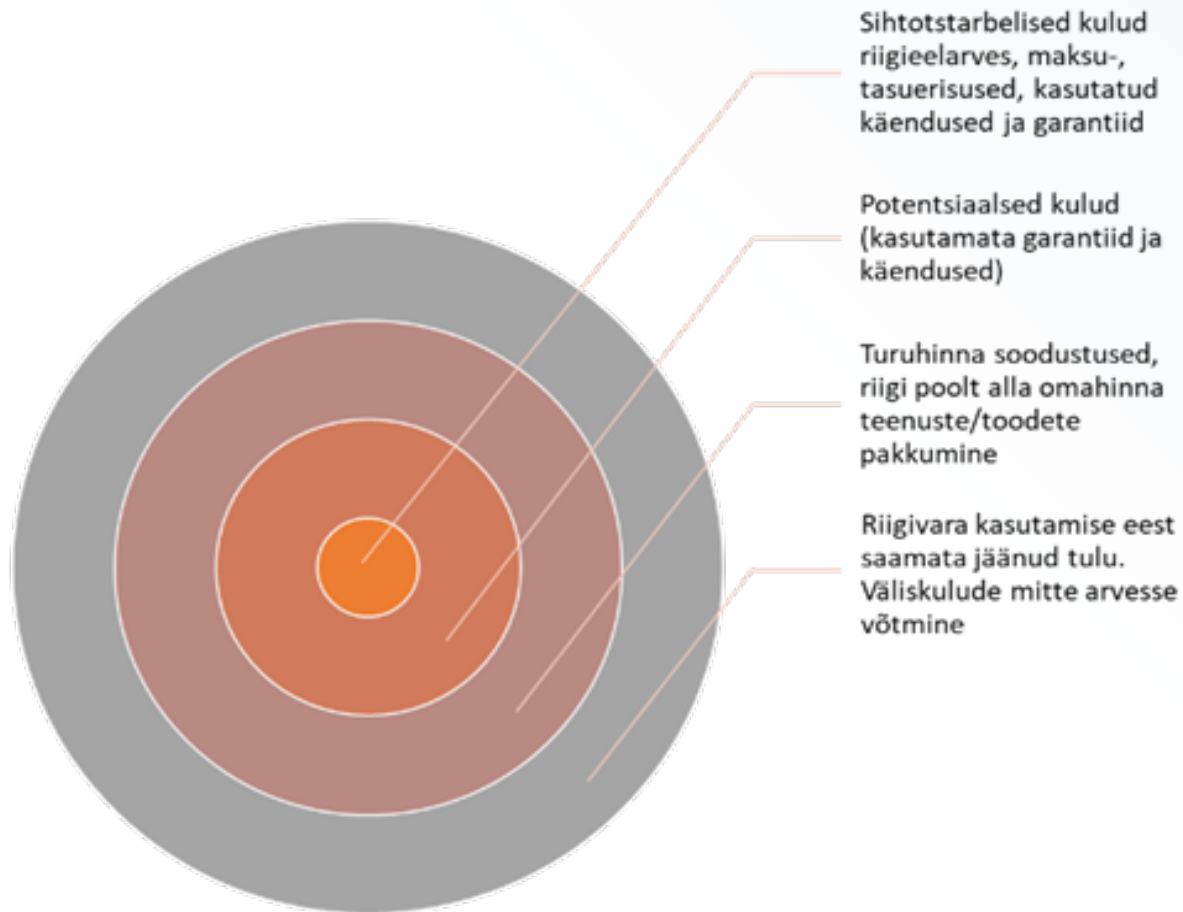 Sihtotstarbelised kulud
riigieelarves, maksu-,
tasuerisused, kasutatud
käendused ja garantiid
Potentsiaalsed kulud
(kasutamata garantiid ja
käendused)
Turuhinna soodustused,
riigi poolt alla omahinna
teenuste/toodete
pakkumine
Riigivara kasutamise eest
saamata jäänud tulu.
Väliskulude mitte arvesse
võtmine